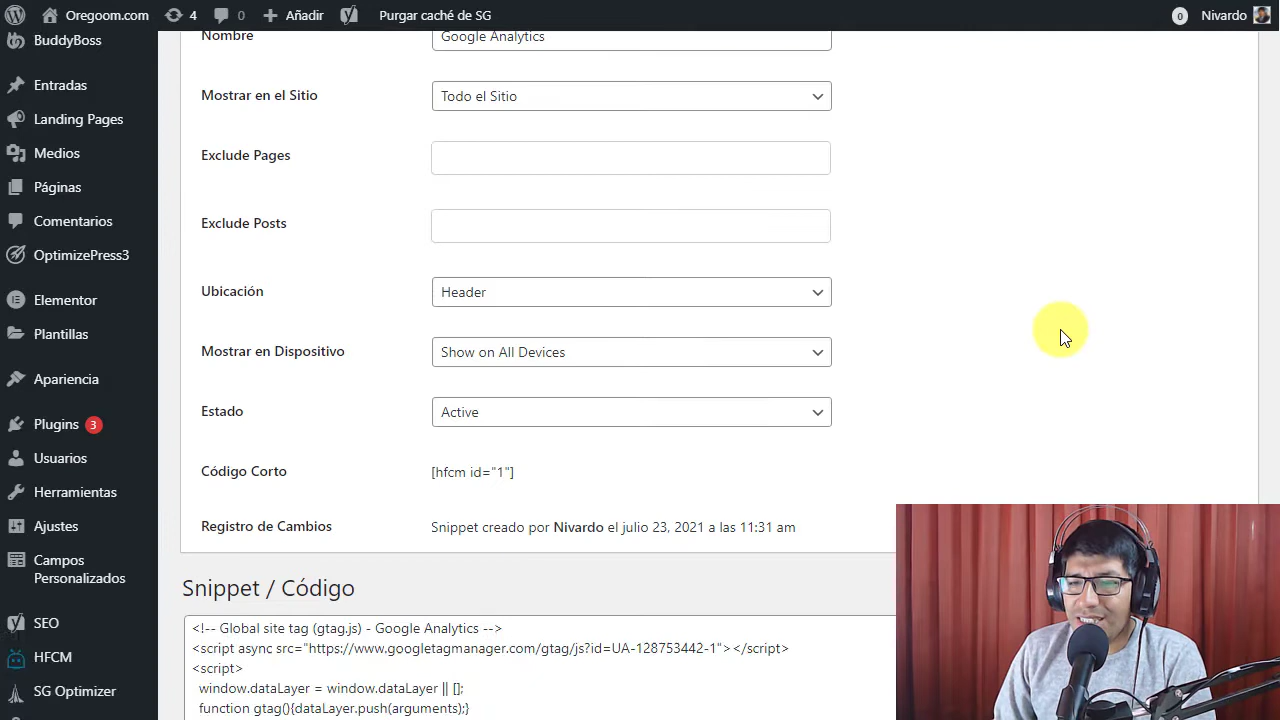 Oregoom.com
4
0
Añadir
Purgar caché de SG
0
Nivardo
BuddyBoss
Entradas
Landing Pages
Medios
Páginas
Comentarios
OptimizePress3
Elementor
Plantillas
Apariencia
Plugins 3
Usuarios
Herramientas
Ajustes
Campos
Personalizados
SEO
HFCM
SG Optimizer
Nombre
Google Analytics
Mostrar en el Sitio
Todo el Sitio
Exclude Pages
Exclude Posts
Ubicación
Header
Mostrar en Dispositivo
Show on All Devices
Estado
Active
Código Corto
[hfcm id="1"]
Registro de Cambios
Snippet creado por Nivardo el julio 23, 2021 a las 11:31 am
Snippet / Código
<!-- Global site tag (gtag.js) - Google Analytics -->
<script async src="https://www.googletagmanager.com/gtag/js?id=UA-128753442-1"></script>
<script>
window.dataLayer = window.dataLayer || [];
function gtag(){dataLayer.push(arguments);}